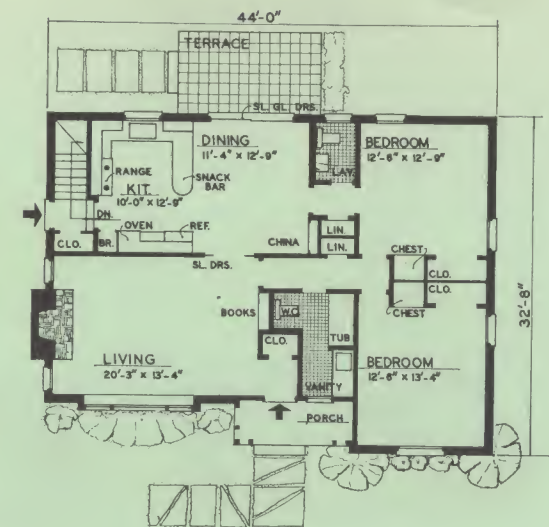 44'-0"
TERRACE
SL. GL. DRS.
DINING
11'-4" x 12'-9"
BEDROOM
12'-6" x 12'-9"
LAV.
RANGE
SNACK
BAR
KIT.
10'-0" x 12'-9"
DN.
OVEN
REF.
CLO.
BR.
CHINA
LIN.
LIN.
SL. DRS.
CHEST
CLO.
CLO.
CHEST
32'-8"
BOOKS
W.C.
TUB
CLO.
LIVING
20'-3" x 13'-4"
VANITY
BEDROOM
12'-6" x 13'-4"
PORCH